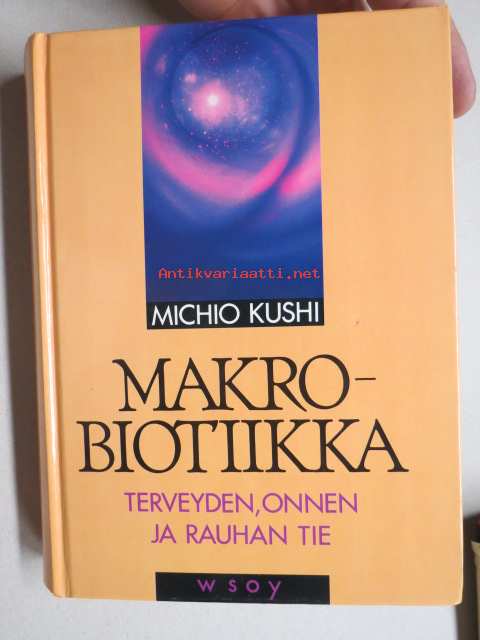 Antikvariaatti.net
MICHIO KUSHI
MAKRO-
BIOTIIKKA
TERVEYDEN, ONNEN
JA RAUHAN TIE
wsoy